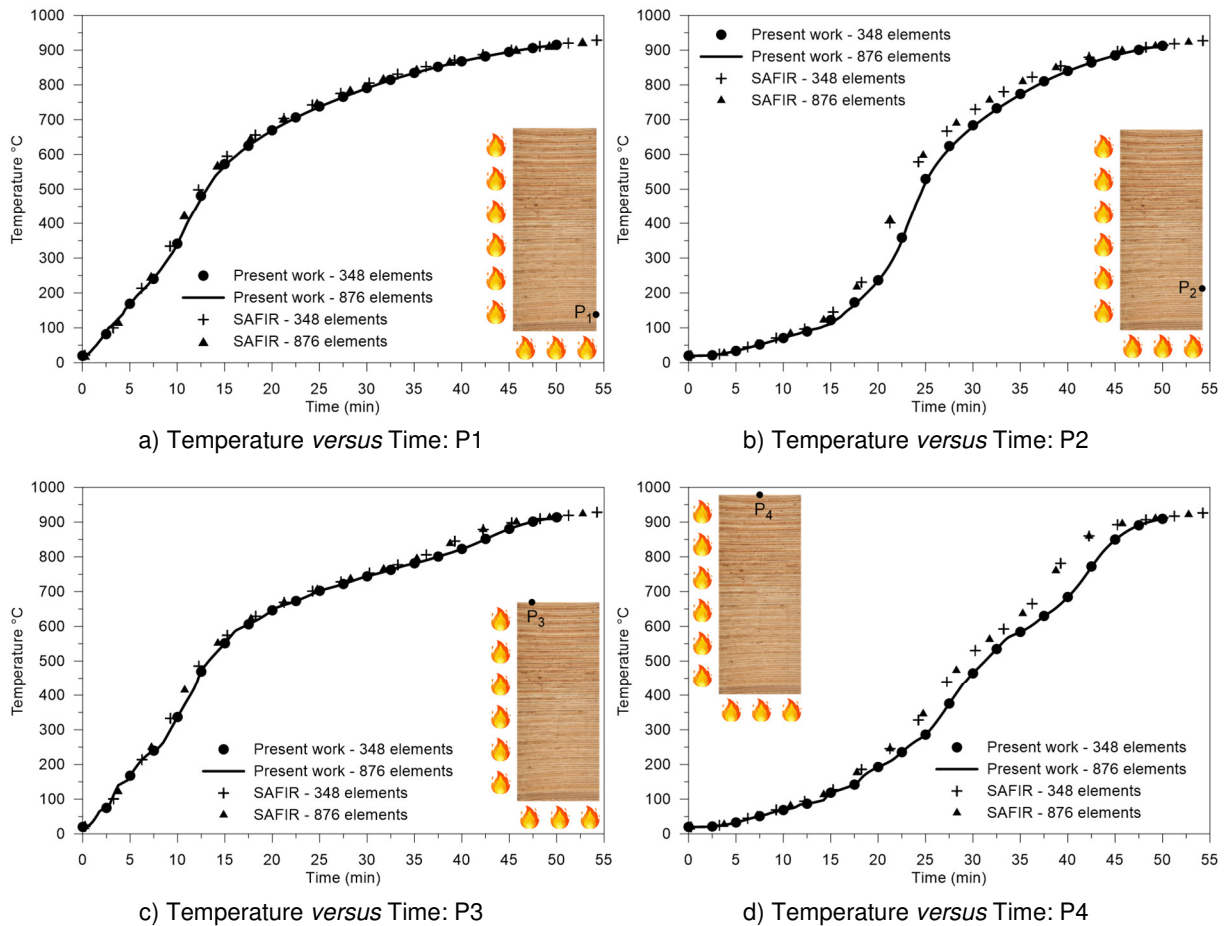 1000
900
800
700
600
500
400
300
200
100
0
Temperature °C
Present work - 348 elements
Present work - 876 elements
SAFIR - 348 elements
SAFIR - 876 elements
P1
0 5 10 15 20 25 30 35 40 45 50 55
Time (min)
a) Temperature versus Time: P1
1000
900
800
700
600
500
400
300
200
100
0
Temperature °C
Present work - 348 elements
Present work - 876 elements
SAFIR - 348 elements
SAFIR - 876 elements
P2
0 5 10 15 20 25 30 35 40 45 50 55
Time (min)
b) Temperature versus Time: P2
1000
900
800
700
600
500
400
300
200
100
0
Temperature °C
P3
Present work - 348 elements
Present work - 876 elements
SAFIR - 348 elements
SAFIR - 876 elements
0 5 10 15 20 25 30 35 40 45 50 55
Time (min)
c) Temperature versus Time: P3
1000
900
800
700
600
500
400
300
200
100
0
Temperature °C
P4
Present work - 348 elements
Present work - 876 elements
SAFIR - 348 elements
SAFIR - 876 elements
0 5 10 15 20 25 30 35 40 45 50 55
Time (min)
d) Temperature versus Time: P4